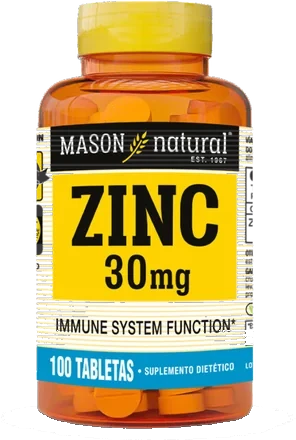 MASON natural
EST. 1967
ZINC
30mg
IMMUNE SYSTEM FUNCTION*
100 TABLETAS • SUPLEMENTO DIETÉTICO